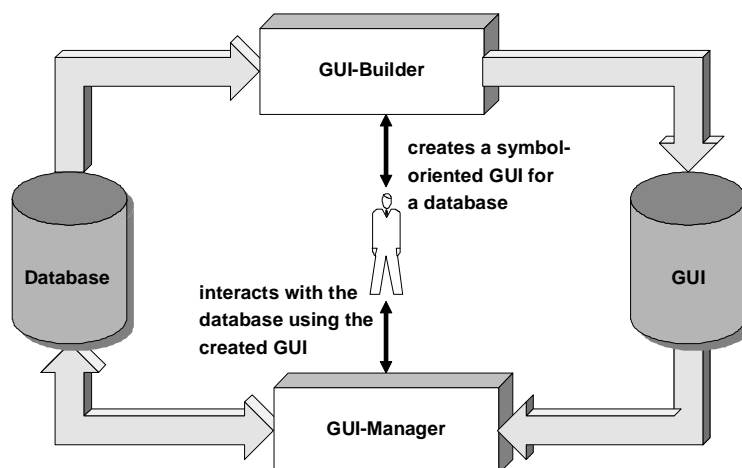 GUI-Builder
creates a symbol-
oriented GUI for
a database
Database
GUI
interacts with the
database using the
created GUI
GUI-Manager